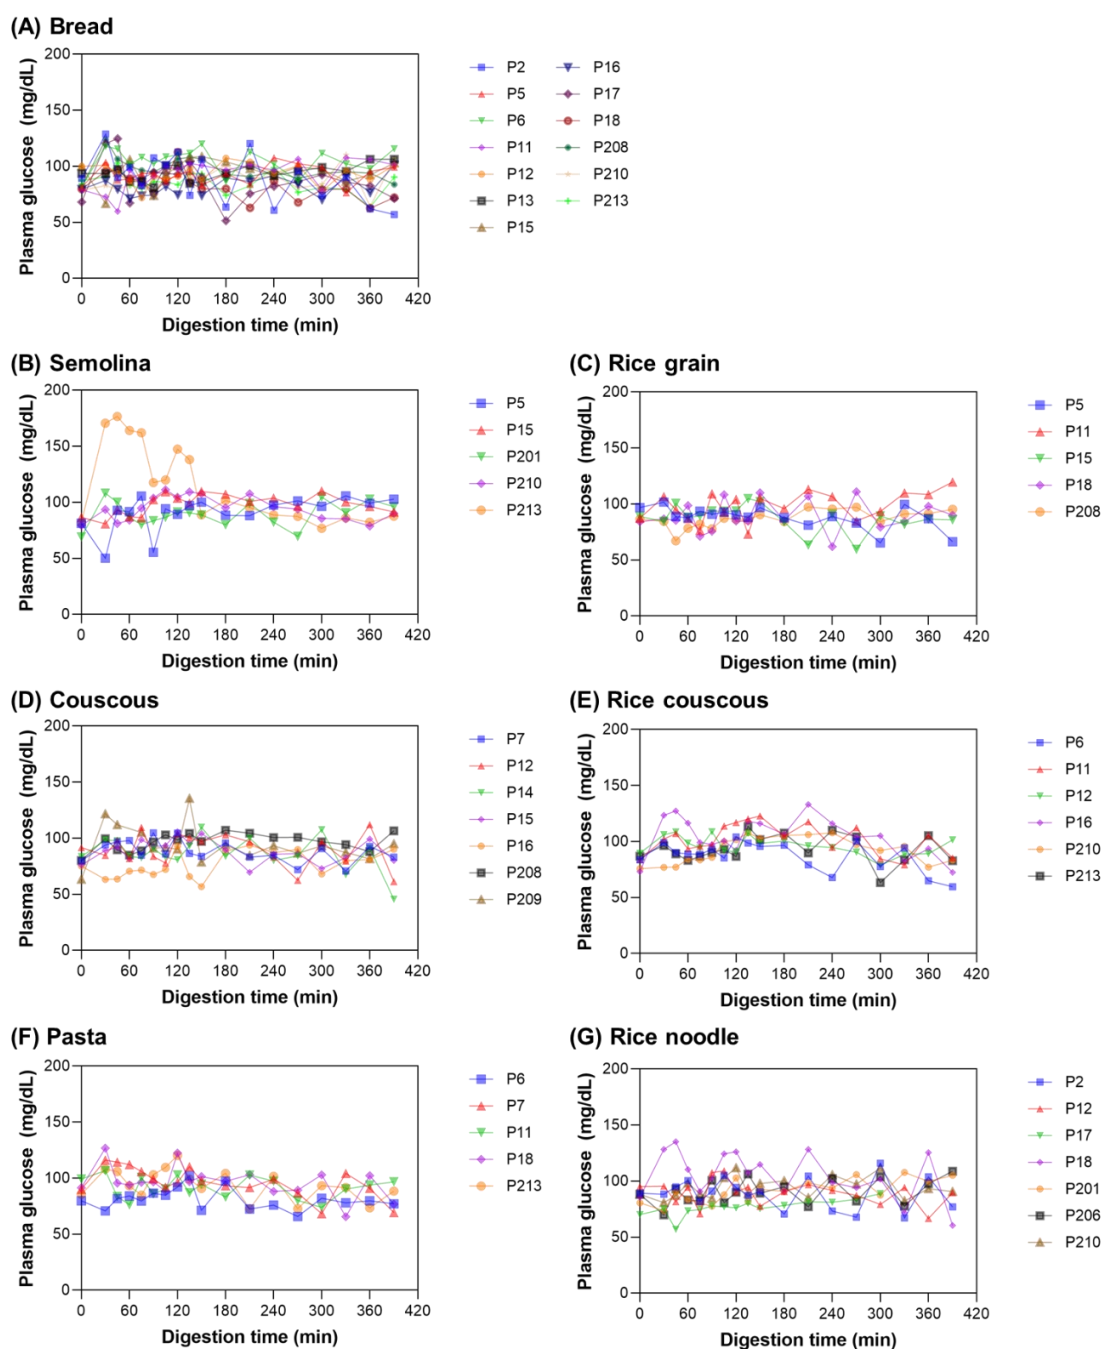 (A) Bread
Plasma glucose (mg/dL)
200
150
100
50
0
0 60 120 180 240 300 360 420
Digestion time (min)
P2 P16
P5 P17
P6 P18
P11 P208
P12 P210
P13 P213
P15
(B) Semolina
Plasma glucose (mg/dL)
200
150
100
50
0
0 60 120 180 240 300 360 420
Digestion time (min)
P5
P15
P201
P210
P213
(C) Rice grain
Plasma glucose (mg/dL)
200
150
100
50
0
0 60 120 180 240 300 360 420
Digestion time (min)
P5
P11
P15
P18
P208
(D) Couscous
Plasma glucose (mg/dL)
200
150
100
50
0
0 60 120 180 240 300 360 420
Digestion time (min)
P7
P12
P14
P15
P16
P208
P209
(E) Rice couscous
Plasma glucose (mg/dL)
200
150
100
50
0
0 60 120 180 240 300 360 420
Digestion time (min)
P6
P11
P12
P16
P210
P213
(F) Pasta
Plasma glucose (mg/dL)
200
150
100
50
0
0 60 120 180 240 300 360 420
Digestion time (min)
P6
P7
P11
P18
P213
(G) Rice noodle
Plasma glucose (mg/dL)
200
150
100
50
0
0 60 120 180 240 300 360 420
Digestion time (min)
P2
P12
P17
P18
P201
P206
P210